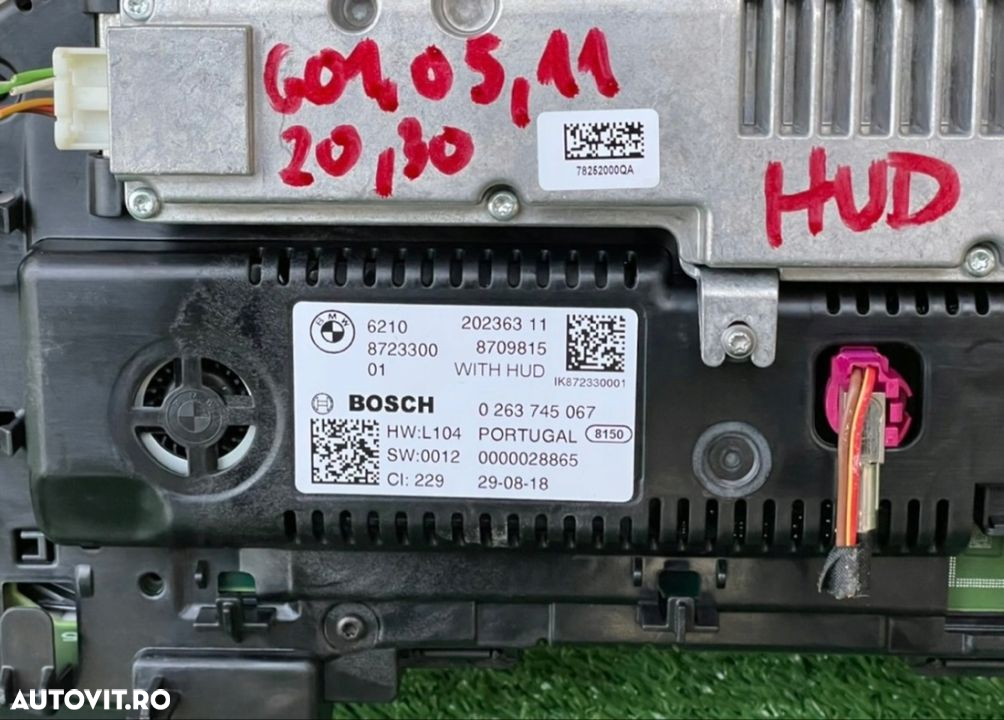 G01,05,11
20,30
78252000QA
HUD
BMW
6210 202363 11
8723300 8709815
01 WITH HUD
IK872330001
BOSCH 0 263 745 067
HW:L104 PORTUGAL 8150
SW:0012 0000028865
CI: 229 29-08-18
AUTOVIT.RO